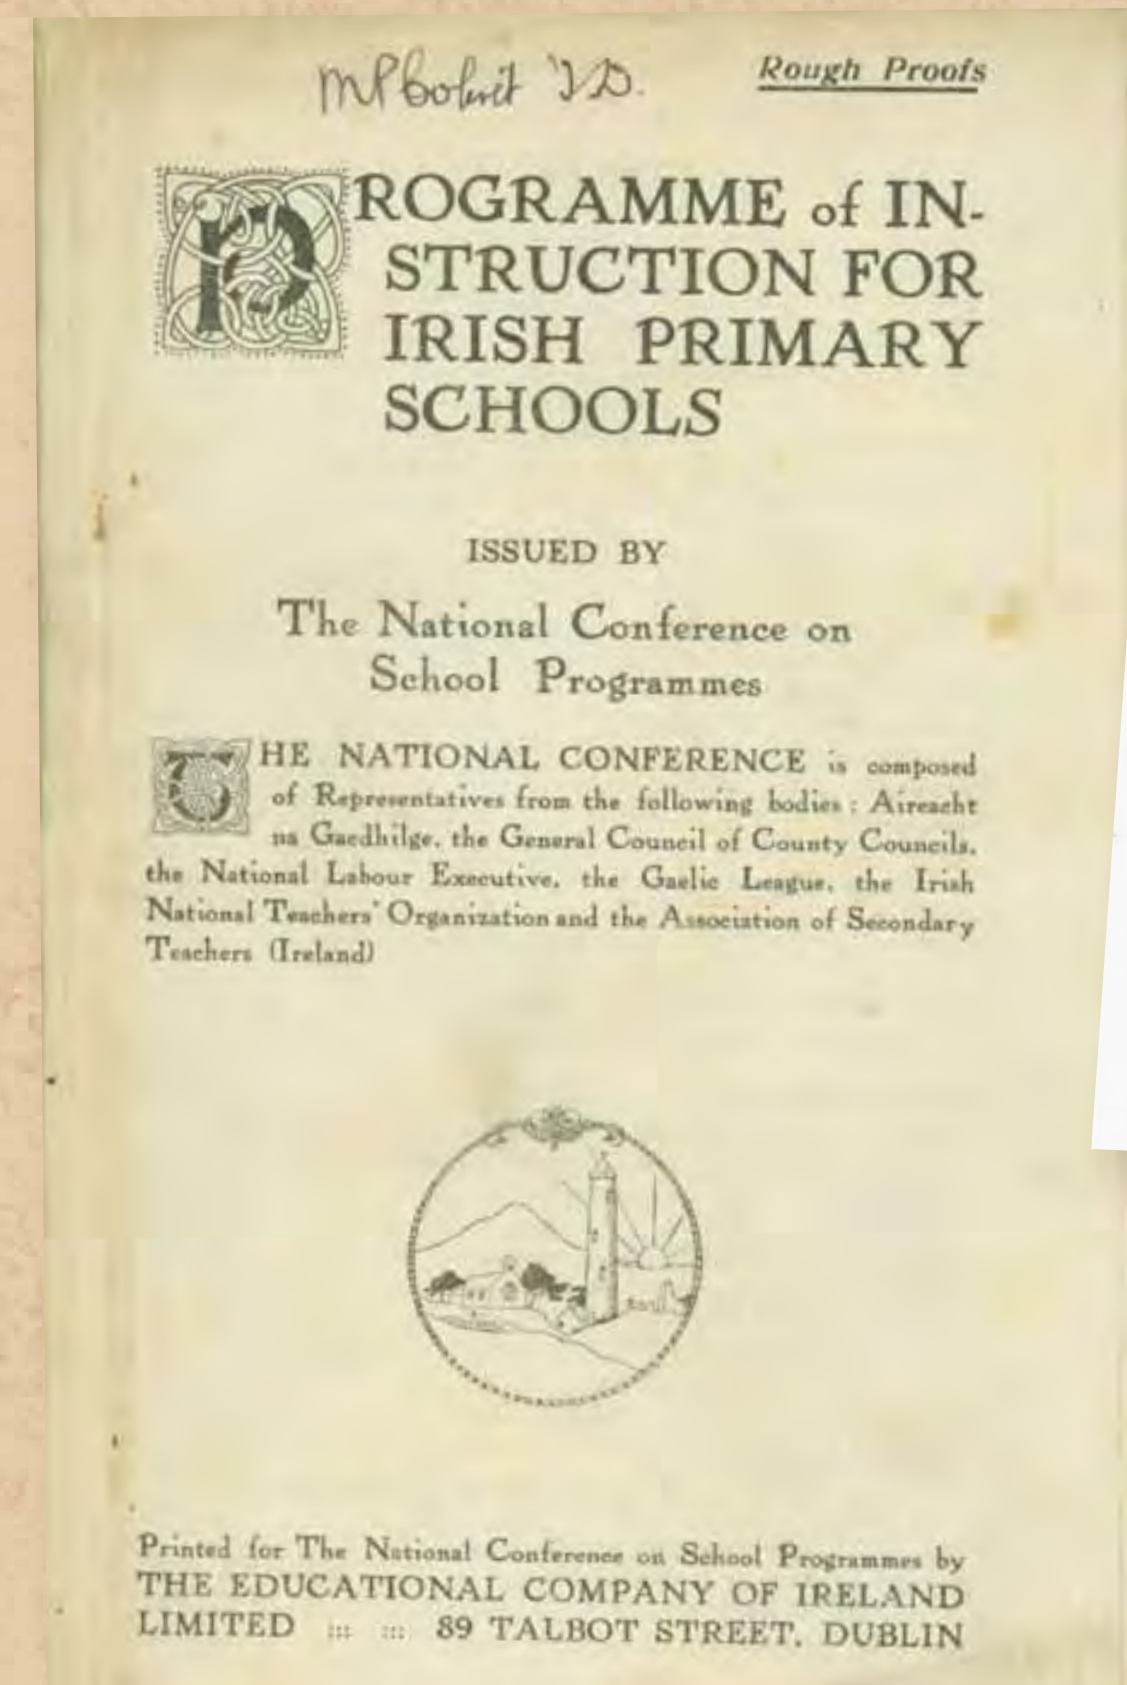 M P Colivet T.D.
Rough Proofs
PROGRAMME of IN-
STRUCTION FOR
IRISH PRIMARY
SCHOOLS
ISSUED BY
The National Conference on
School Programmes
THE NATIONAL CONFERENCE is composed
of Representatives from the following bodies : Aireacht
na Gaedhilge, the General Council of County Councils,
the National Labour Executive, the Gaelic League, the Irish
National Teachers' Organization and the Association of Secondary
Teachers (Ireland)
Printed for The National Conference on School Programmes by
THE EDUCATIONAL COMPANY OF IRELAND
LIMITED ::: ::: 89 TALBOT STREET, DUBLIN